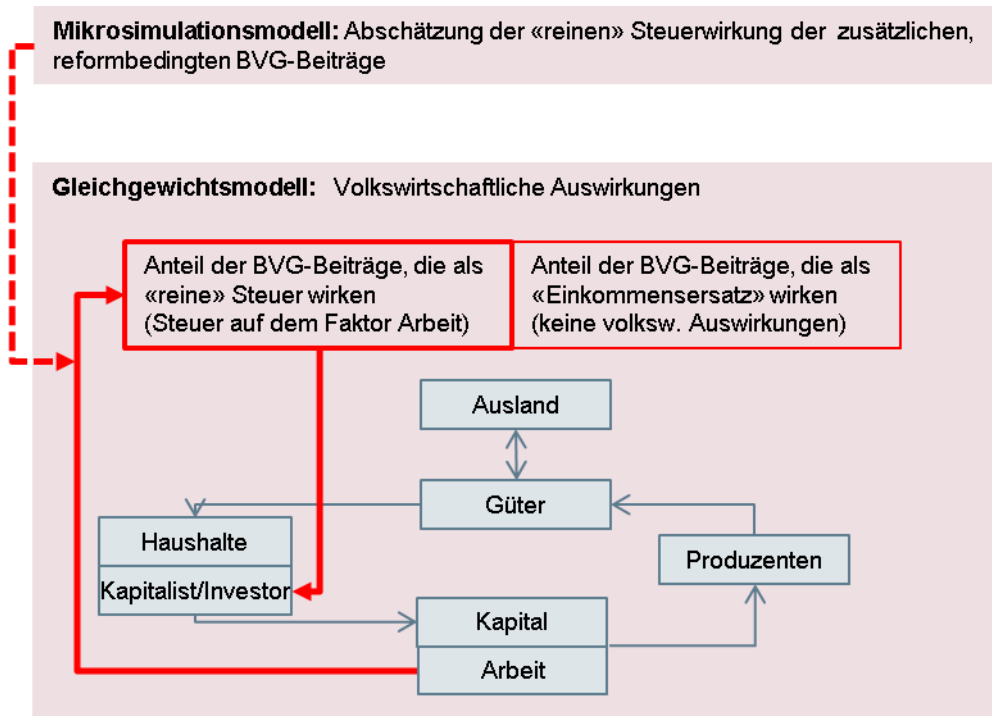 Mikrosimulationsmodell: Abschätzung der «reinen» Steuerwirkung der zusätzlichen,
reformbedingten BVG-Beiträge
Gleichgewichtsmodell: Volkswirtschaftliche Auswirkungen
Anteil der BVG-Beiträge, die als
«reine» Steuer wirken
(Steuer auf dem Faktor Arbeit)
Anteil der BVG-Beiträge, die als
«Einkommensersatz» wirken
(keine volksw. Auswirkungen)
Ausland
Güter
Haushalte
Kapitalist/Investor
Produzenten
Kapital
Arbeit